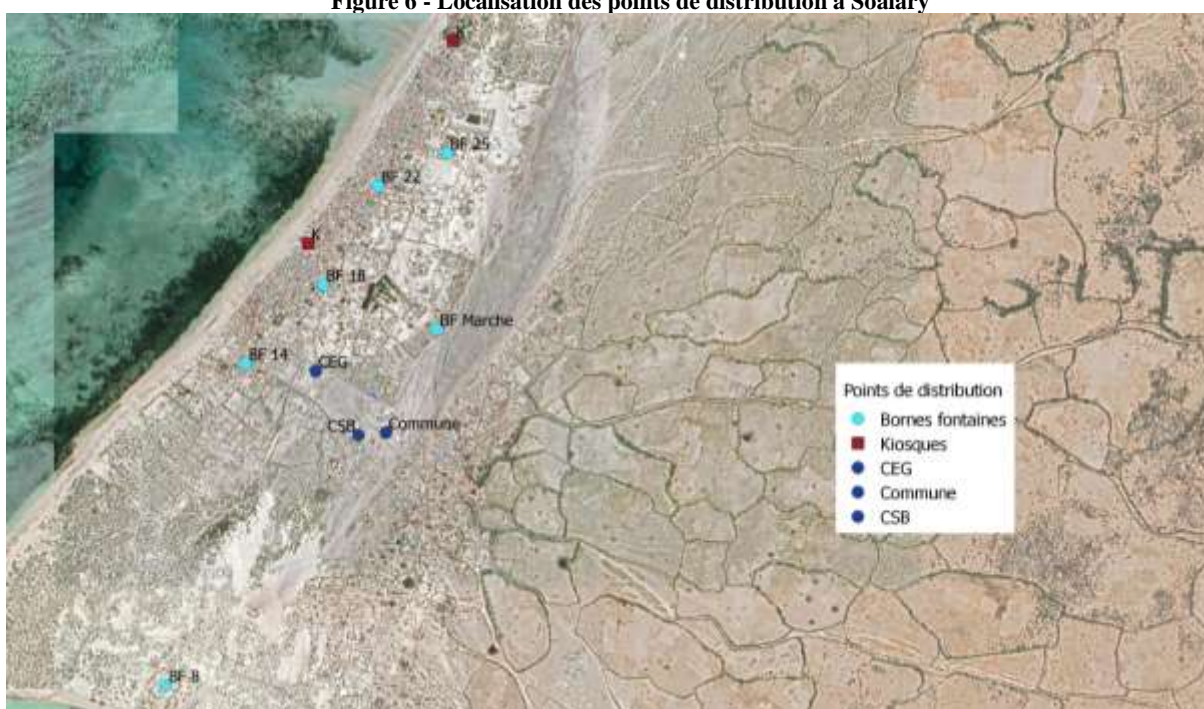 Figure 6 - Localisation des points de distribution à Soalary
K
BF 25
BF 22
K
BF 18
BF Marche
BF 14
CEG
CSB
Commune
Points de distribution
Bornes fontaines
Kiosques
CEG
Commune
CSB
BF 8